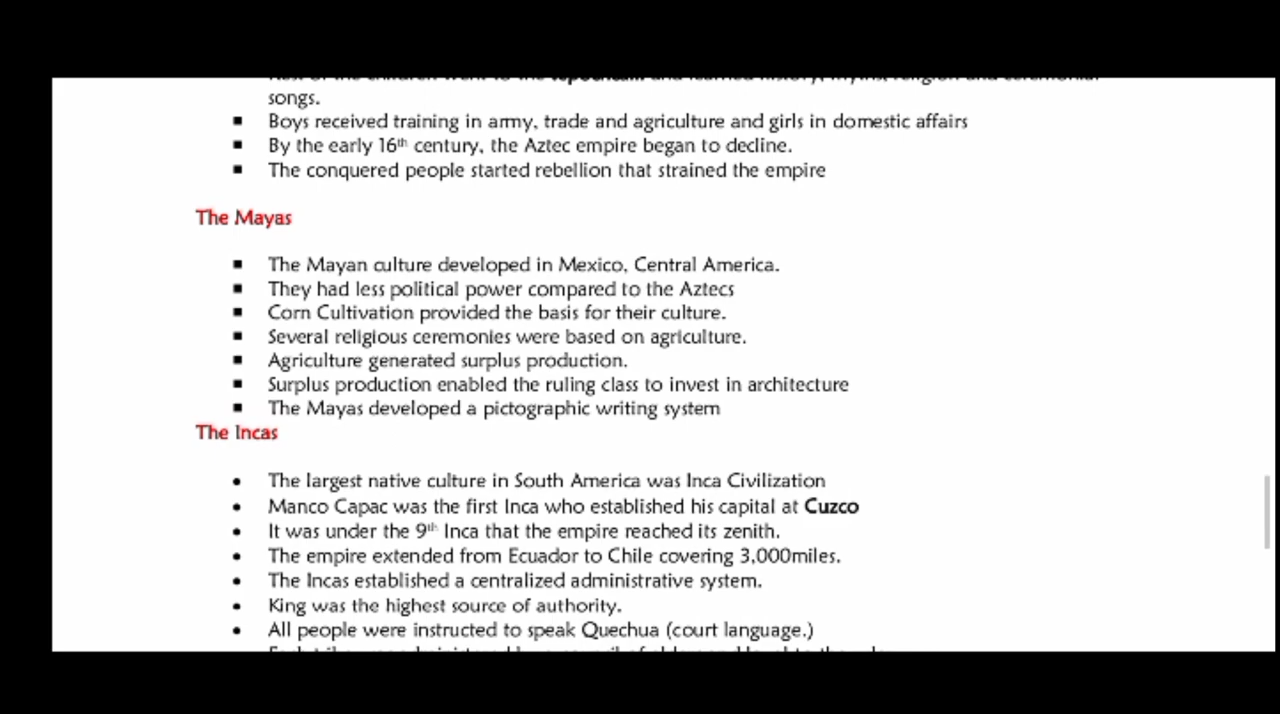 songs.
▪ Boys received training in army, trade and agriculture and girls in domestic affairs
▪ By the early 16th century, the Aztec empire began to decline.
▪ The conquered people started rebellion that strained the empire
The Mayas
▪ The Mayan culture developed in Mexico, Central America.
▪ They had less political power compared to the Aztecs
▪ Corn Cultivation provided the basis for their culture.
▪ Several religious ceremonies were based on agriculture.
▪ Agriculture generated surplus production.
▪ Surplus production enabled the ruling class to invest in architecture
▪ The Mayas developed a pictographic writing system
The Incas
• The largest native culture in South America was Inca Civilization
• Manco Capac was the first Inca who established his capital at Cuzco
• It was under the 9th Inca that the empire reached its zenith.
• The empire extended from Ecuador to Chile covering 3,000miles.
• The Incas established a centralized administrative system.
• King was the highest source of authority.
• All people were instructed to speak Quechua (court language.)